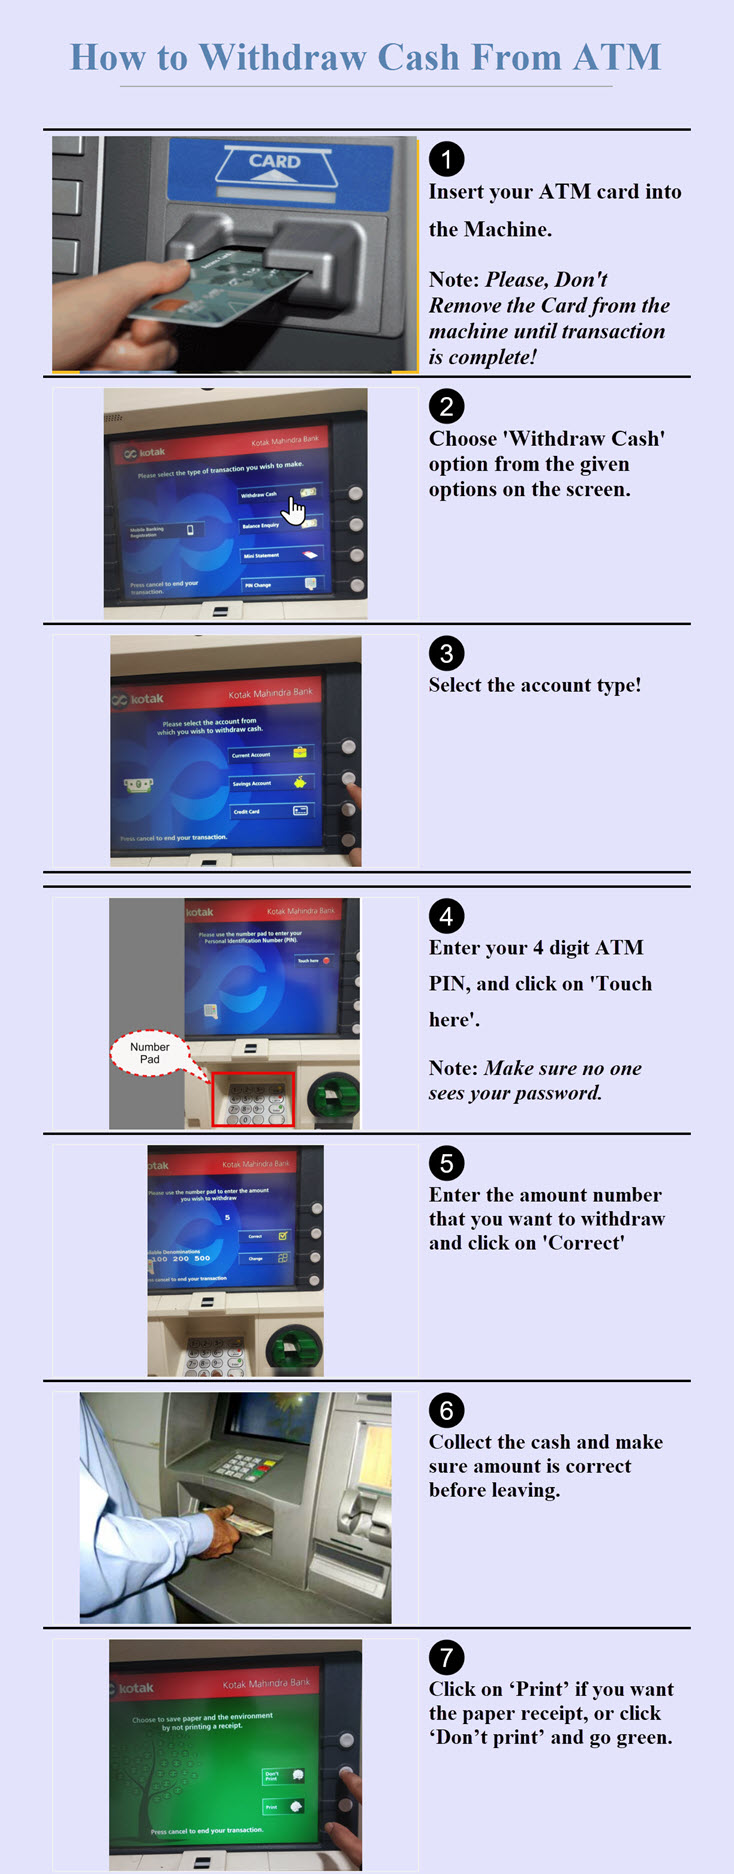 How to Withdraw Cash From ATM
CARD
1
Insert your ATM card into
the Machine.
Note: Please, Don't
Remove the Card from the
machine until transaction
is complete!
kotak
Kotak Mahindra Bank
Please select the type of transaction you wish to make.
Withdraw Cash
Mobile Banking
Registration
Balance Enquiry
Mini Statement
Press cancel to end your
transaction.
PIN Change
2
Choose 'Withdraw Cash'
option from the given
options on the screen.
kotak
Kotak Mahindra Bank
Please select the account from
which you wish to withdraw cash.
Current Account
Savings Account
Credit Card
Press cancel to end your transaction.
3
Select the account type!
kotak
Kotak Mahindra Bank
Please use the number pad to enter your
Personal Identification Number (PIN).
Touch here
Number
Pad
4
Enter your 4 digit ATM
PIN, and click on 'Touch
here'.
Note: Make sure no one
sees your password.
otak
Kotak Mahindra Bank
Please use the number pad to enter the amount
you wish to withdraw
5
Correct
Denominations
100 200 500
Change
cancel to end your transaction
5
Enter the amount number
that you want to withdraw
and click on 'Correct'
6
Collect the cash and make
sure amount is correct
before leaving.
kotak
Kotak Mahindra Bank
Choose to save paper and the environment
by not printing a receipt.
Don't
Print
Print
Press cancel to end your transaction.
7
Click on ‘Print’ if you want
the paper receipt, or click
‘Don’t print’ and go green.